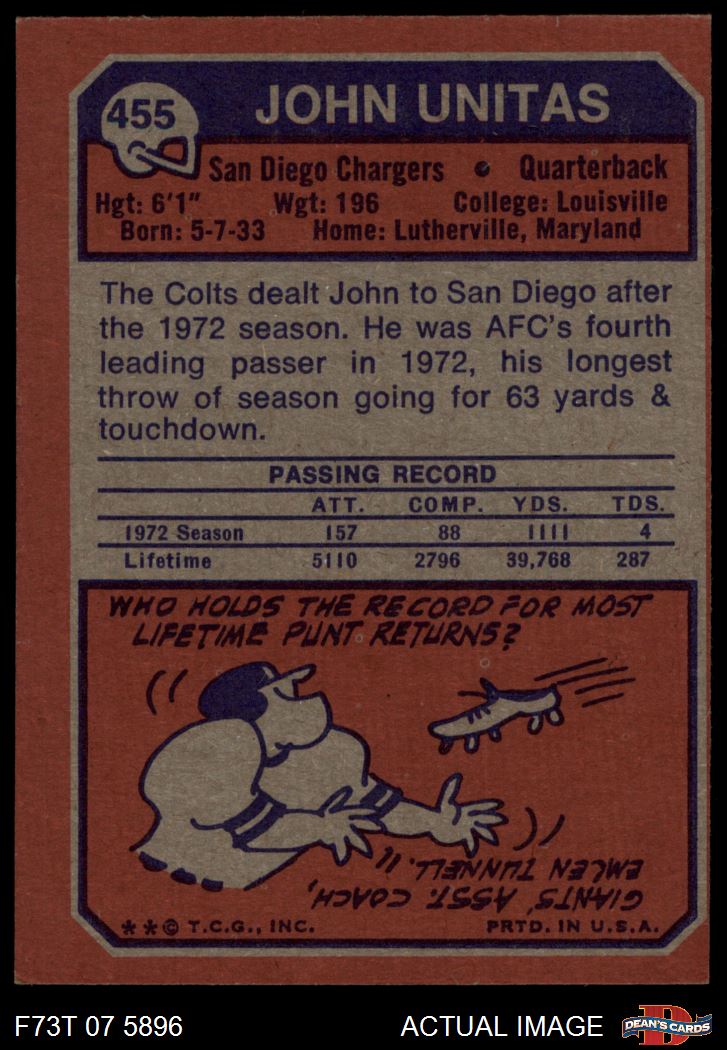 455
JOHN UNITAS
San Diego Chargers • Quarterback
Hgt: 6'1" Wgt: 196 College: Louisville
Born: 5-7-33 Home: Lutherville, Maryland
The Colts dealt John to San Diego after
the 1972 season. He was AFC's fourth
leading passer in 1972, his longest
throw of season going for 63 yards &
touchdown.
PASSING RECORD
ATT. COMP. YDS. TDS.
1972 Season 157 88 1111 4
Lifetime 5110 2796 39,768 287
WHO HOLDS THE RECORD FOR MOST
LIFETIME PUNT RETURNS?
GIANTS' ASST. COACH,
EMLEN TUNNELL.
**© T.C.G., INC. PRTD. IN U.S.A.
F73T 07 5896 ACTUAL IMAGE D DEAN'S CARDS